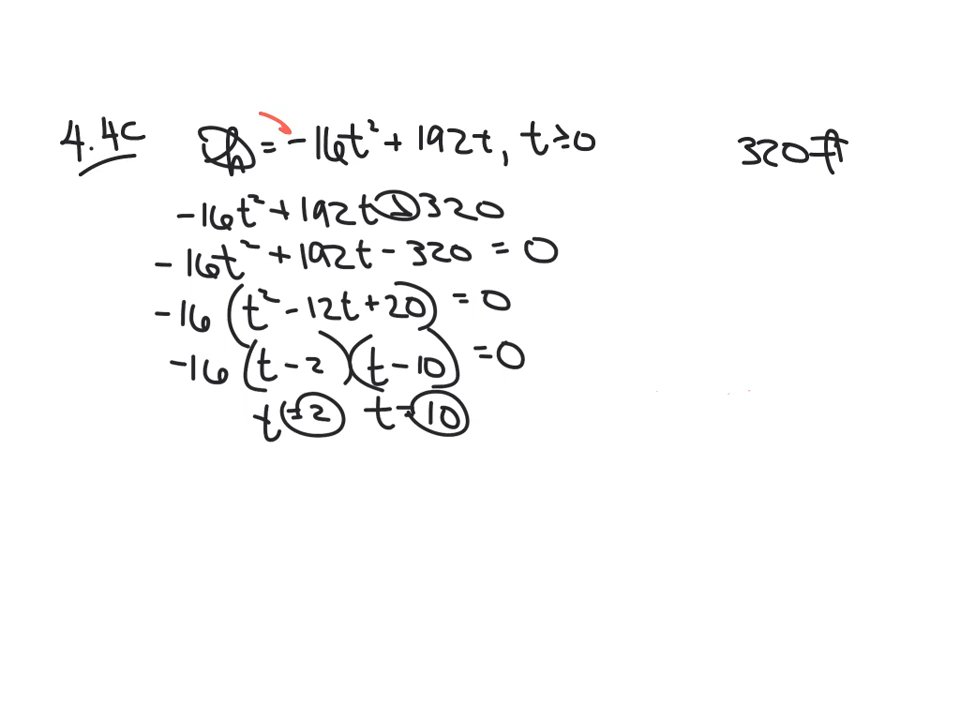 4.4C h = -16t² + 192t, t ≥ 0 320 ft
-16t² + 192t > 320
-16t² + 192t - 320 = 0
-16 (t² - 12t + 20) = 0
-16 (t - 2)(t - 10) = 0
t = 2 t = 10